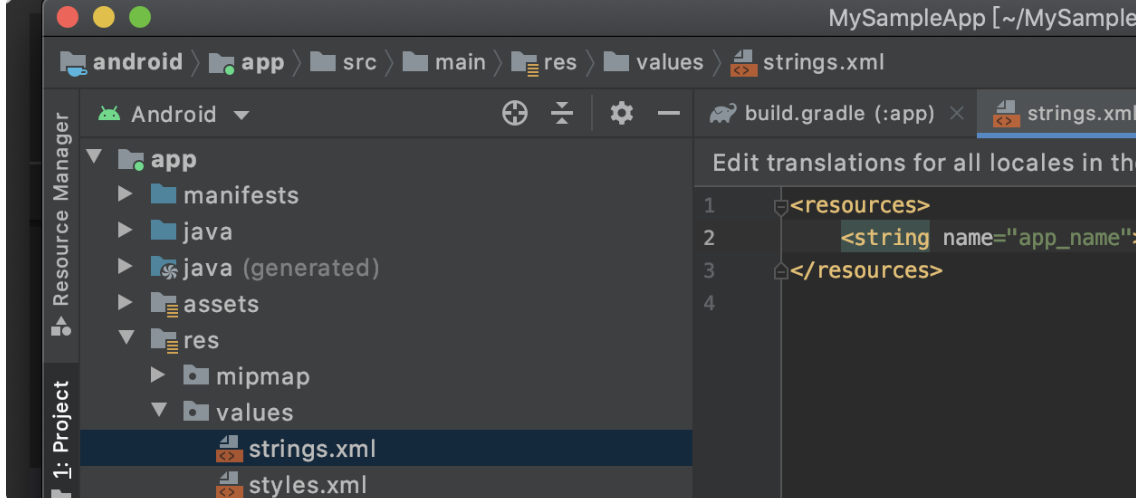 MySampleApp [~/MySample
android app src main res values strings.xml
Android
build.gradle (:app)
strings.xml
Resource Manager
1: Project
app
manifests
java
java (generated)
assets
res
mipmap
values
strings.xml
styles.xml
Edit translations for all locales in the
1 <resources>
2 <string name="app_name">
3 </resources>
4